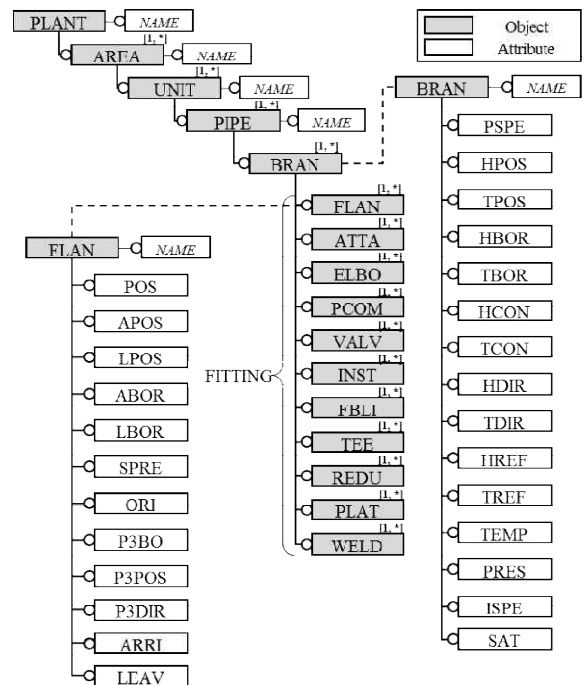 PLANT
NAME
[1, *]
AREA
NAME
[1, *]
UNIT
NAME
[1, *]
PIPE
NAME
[1, *]
BRAN
Object
Attribute
BRAN
NAME
PSPE
HPOS
TPOS
HBOR
TBOR
HCON
TCON
HDIR
TDIR
HREF
TREF
TEMP
PRES
ISPE
SAT
FITTING
[1, *]
FLAN
[1, *]
ATTA
[1, *]
ELBO
[1, *]
PCOM
[1, *]
VALV
[1, *]
INST
[1, *]
FBLI
[1, *]
TEE
[1, *]
REDU
[1, *]
PLAT
[1, *]
WELD
FLAN
NAME
POS
APOS
LPOS
ABOR
LBOR
SPRE
ORI
P3BO
P3POS
P3DIR
ARRI
LEAV